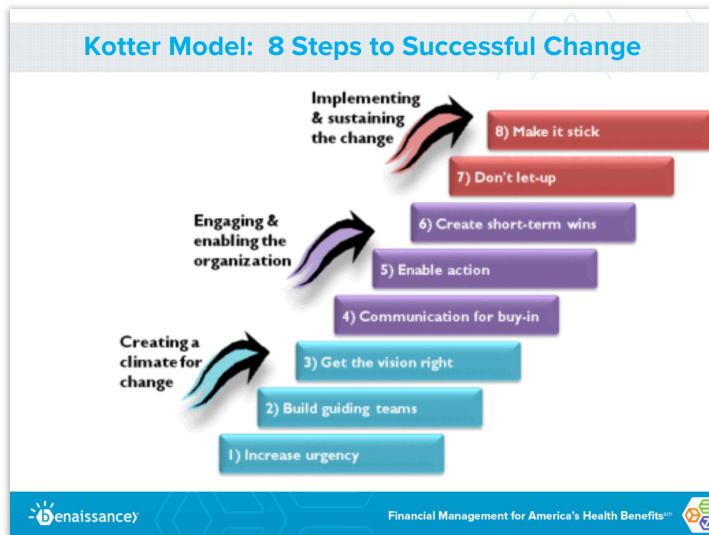 Kotter Model: 8 Steps to Successful Change
Implementing
& sustaining
the change
8) Make it stick
7) Don't let-up
Engaging &
enabling the
organization
6) Create short-term wins
5) Enable action
4) Communication for buy-in
Creating a
climate for
change
3) Get the vision right
2) Build guiding teams
1) Increase urgency
benaissance
Financial Management for America's Health Benefits℠